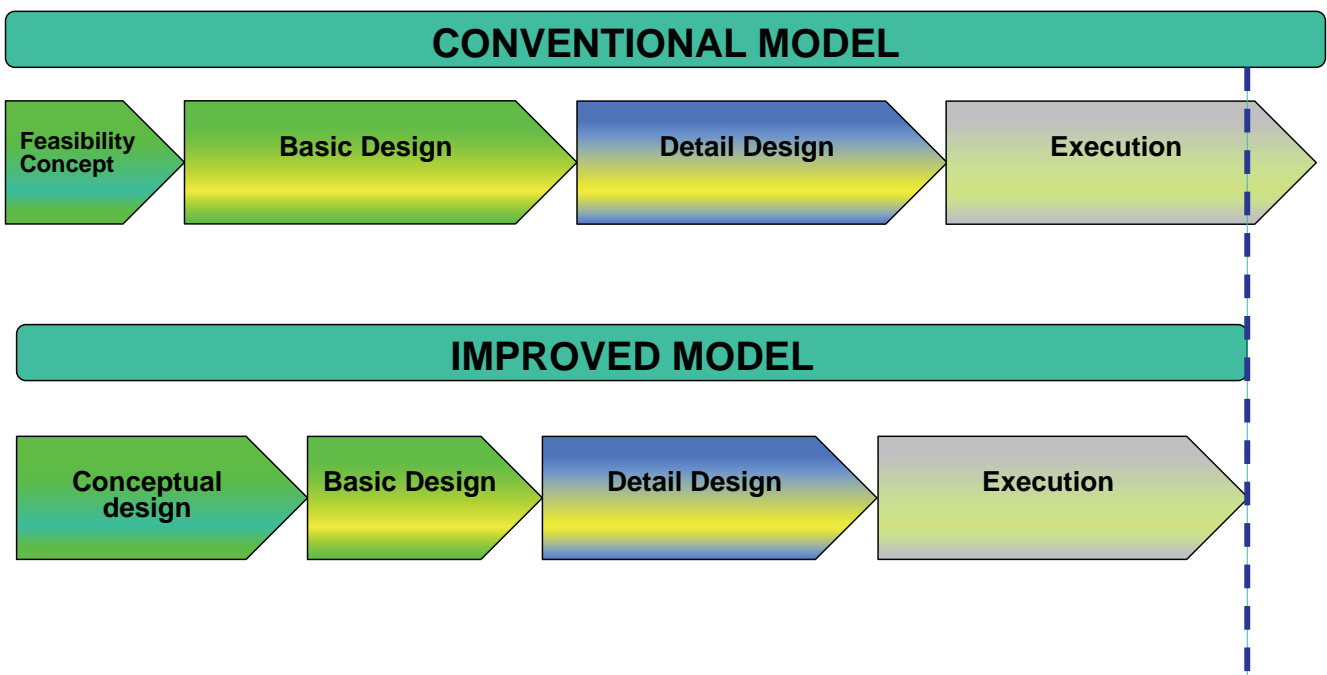 CONVENTIONAL MODEL
Feasibility
Concept
Basic Design
Detail Design
Execution
IMPROVED MODEL
Conceptual
design
Basic Design
Detail Design
Execution